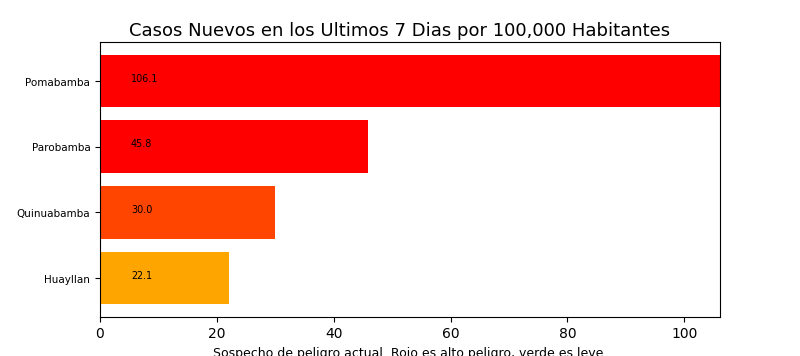 Casos Nuevos en los Ultimos 7 Dias por 100,000 Habitantes
Pomabamba 106.1
Parobamba 45.8
Quinuabamba 30.0
Huayllan 22.1
0 20 40 60 80 100
Sospecho de peligro actual. Rojo es alto peligro, verde es leve